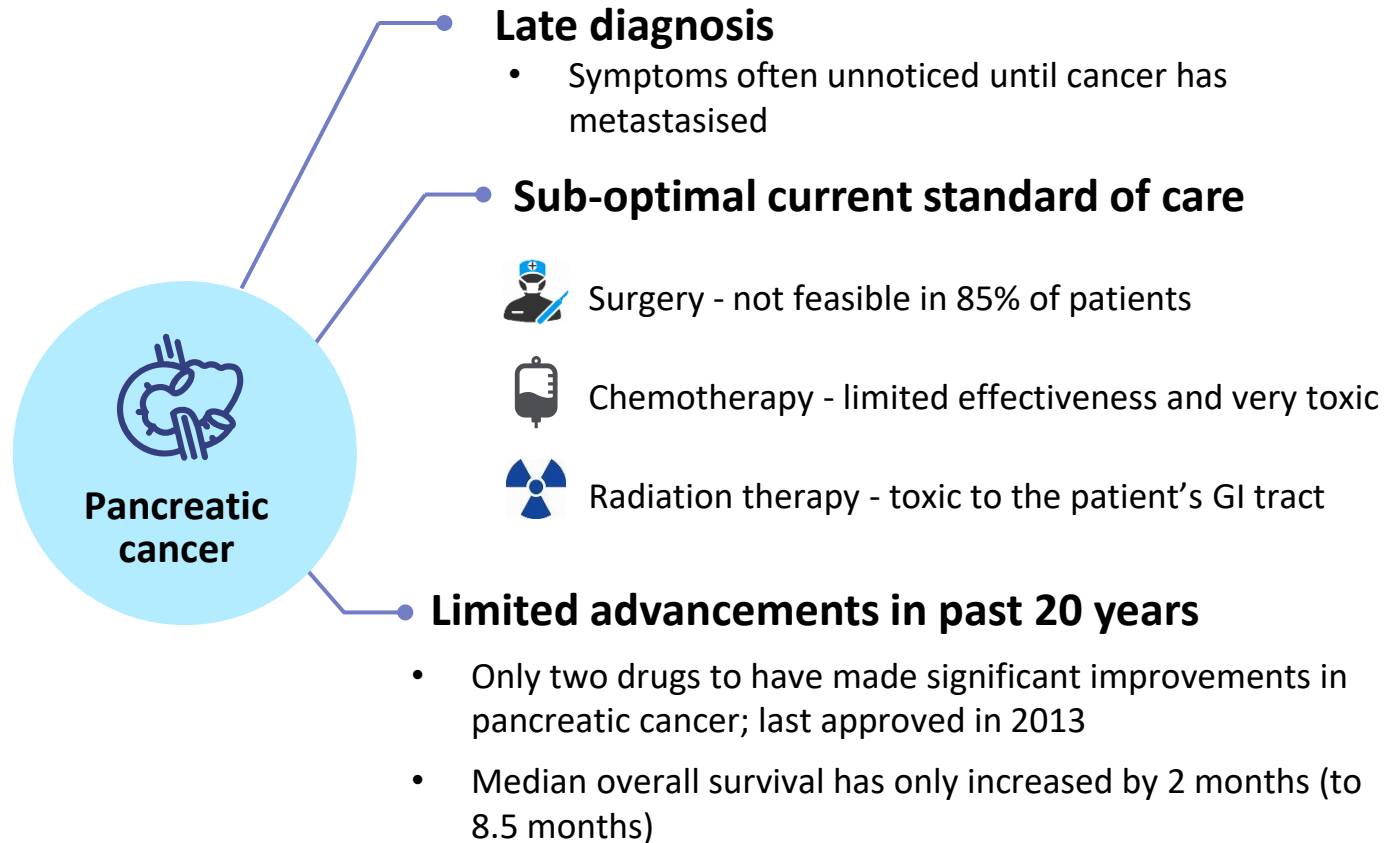 Late diagnosis
• Symptoms often unnoticed until cancer has
metastasised
Sub-optimal current standard of care
Surgery - not feasible in 85% of patients
Chemotherapy - limited effectiveness and very toxic
Radiation therapy - toxic to the patient’s GI tract
Pancreatic
cancer
Limited advancements in past 20 years
• Only two drugs to have made significant improvements in
pancreatic cancer; last approved in 2013
• Median overall survival has only increased by 2 months (to
8.5 months)